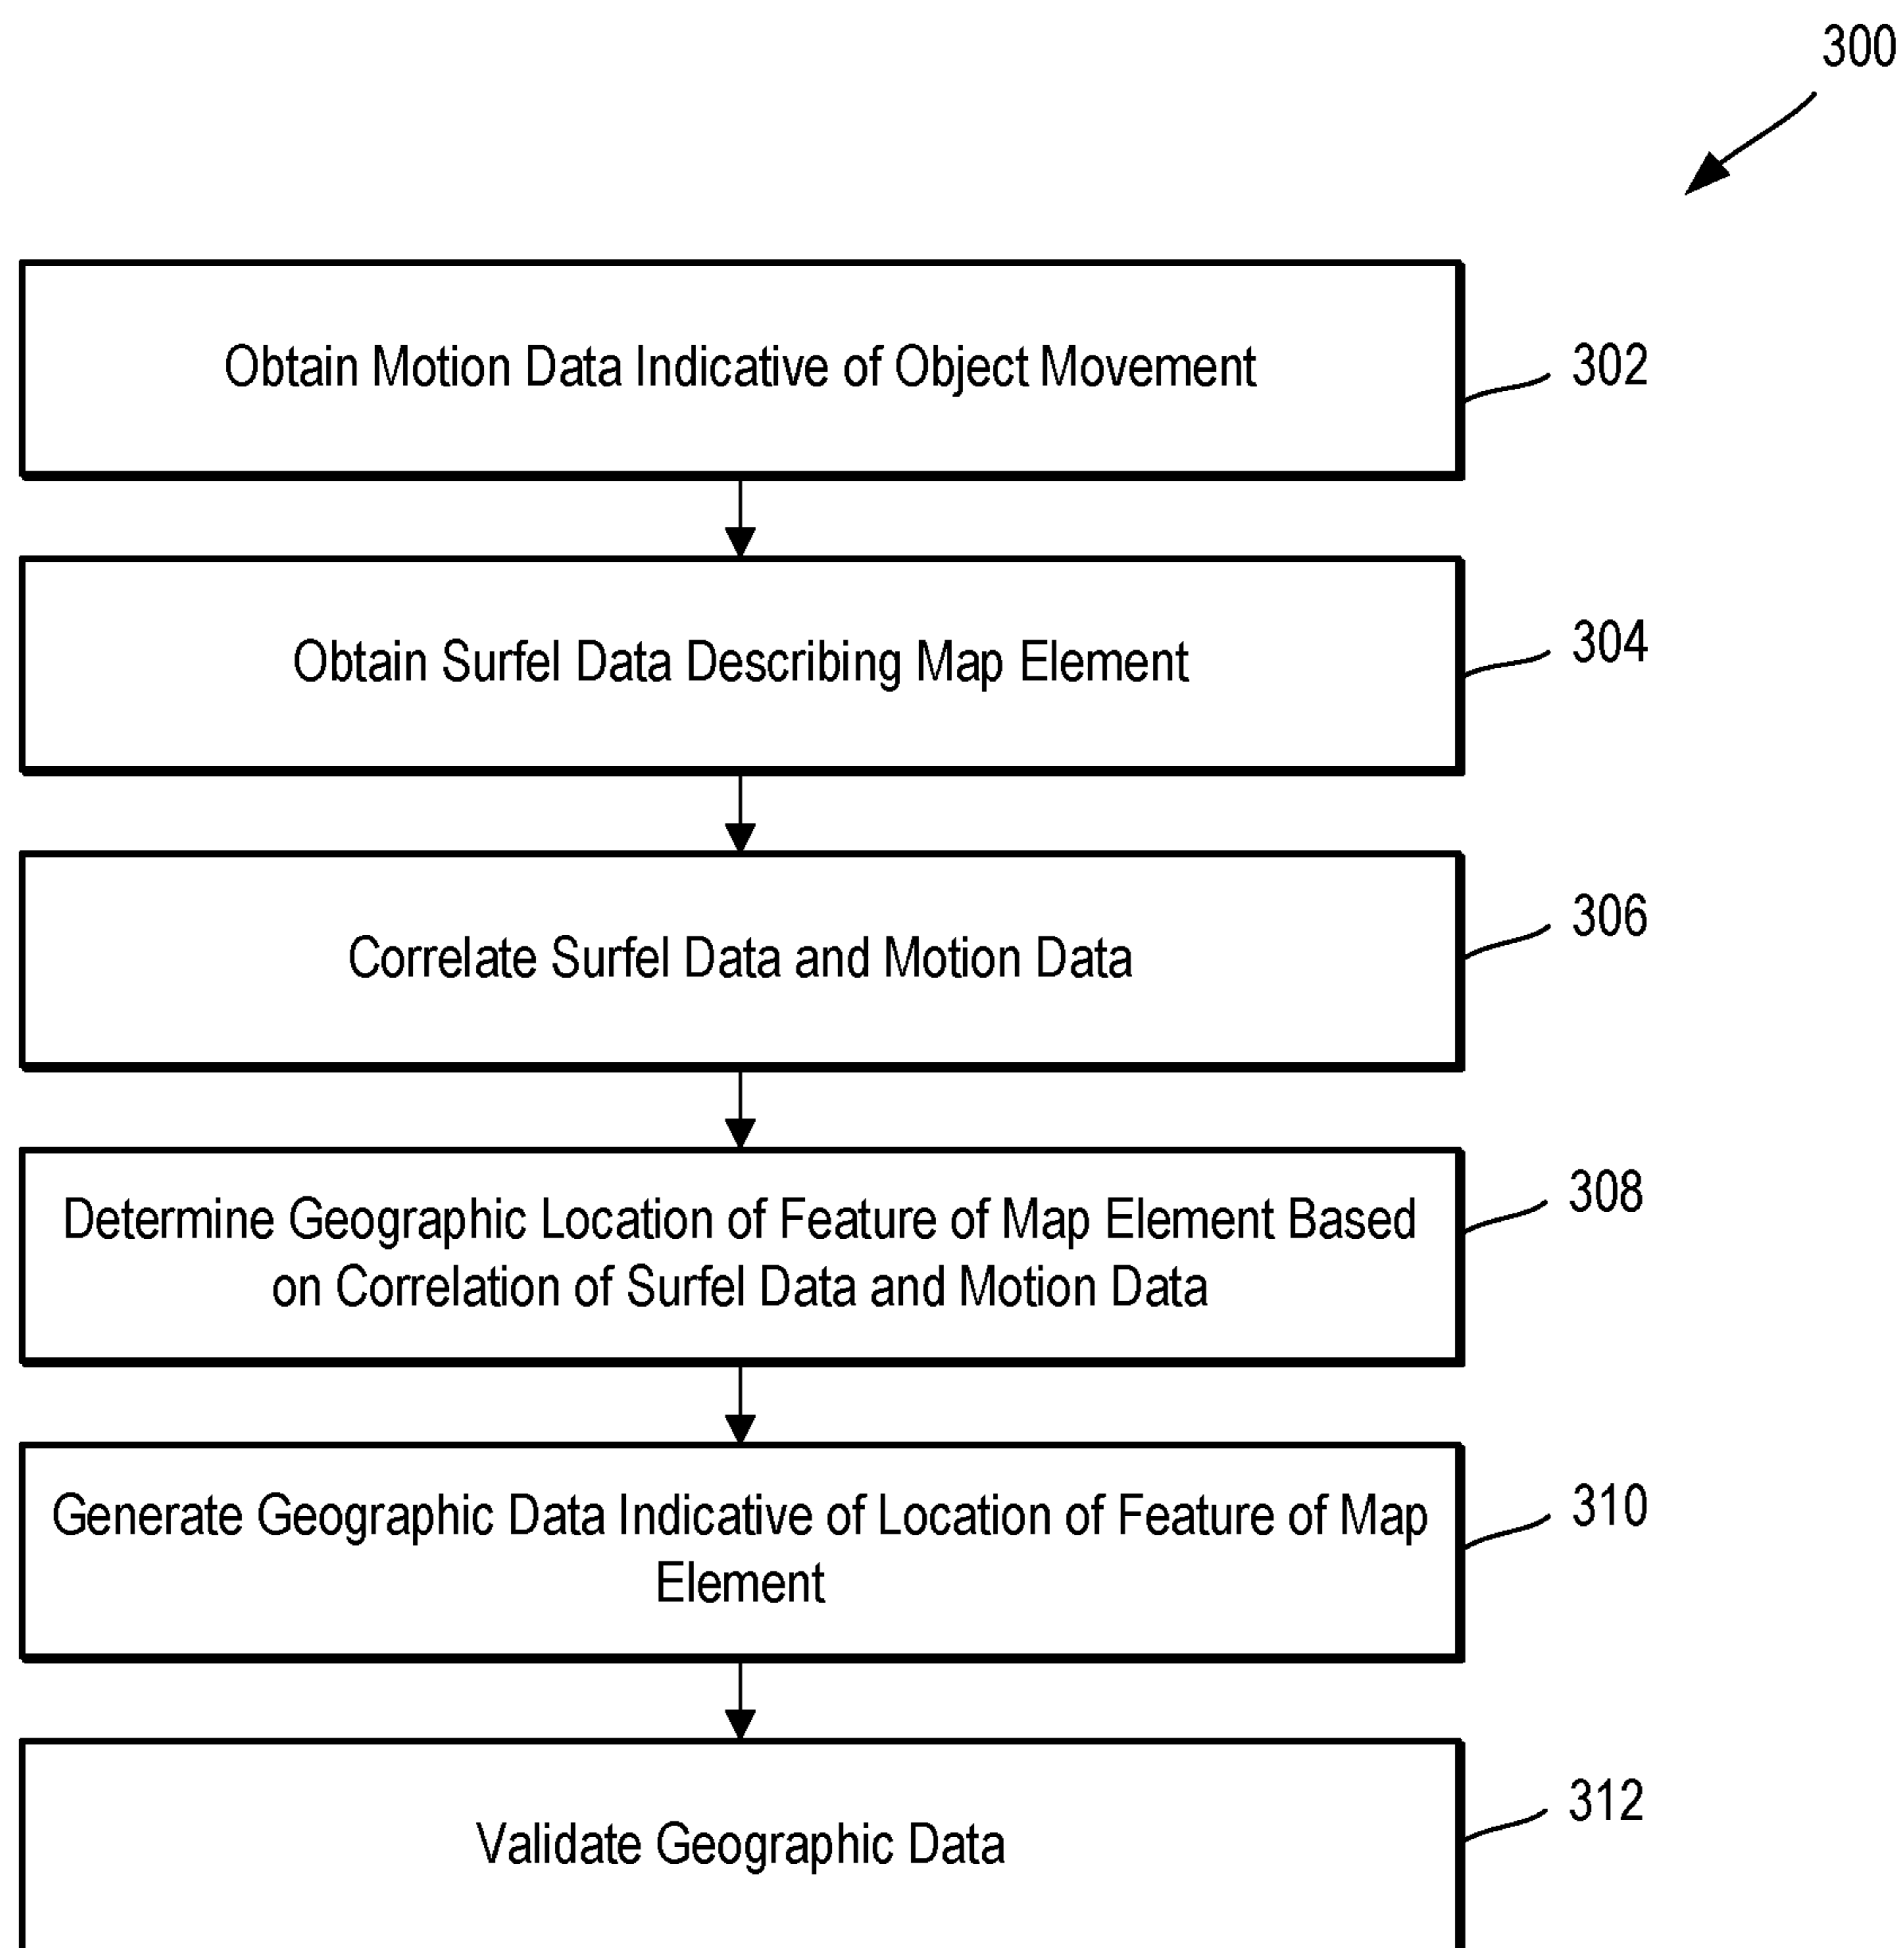 300
Obtain Motion Data Indicative of Object Movement
302
Obtain Surfel Data Describing Map Element
304
Correlate Surfel Data and Motion Data
306
Determine Geographic Location of Feature of Map Element Based
on Correlation of Surfel Data and Motion Data
308
Generate Geographic Data Indicative of Location of Feature of Map
Element
310
Validate Geographic Data
312